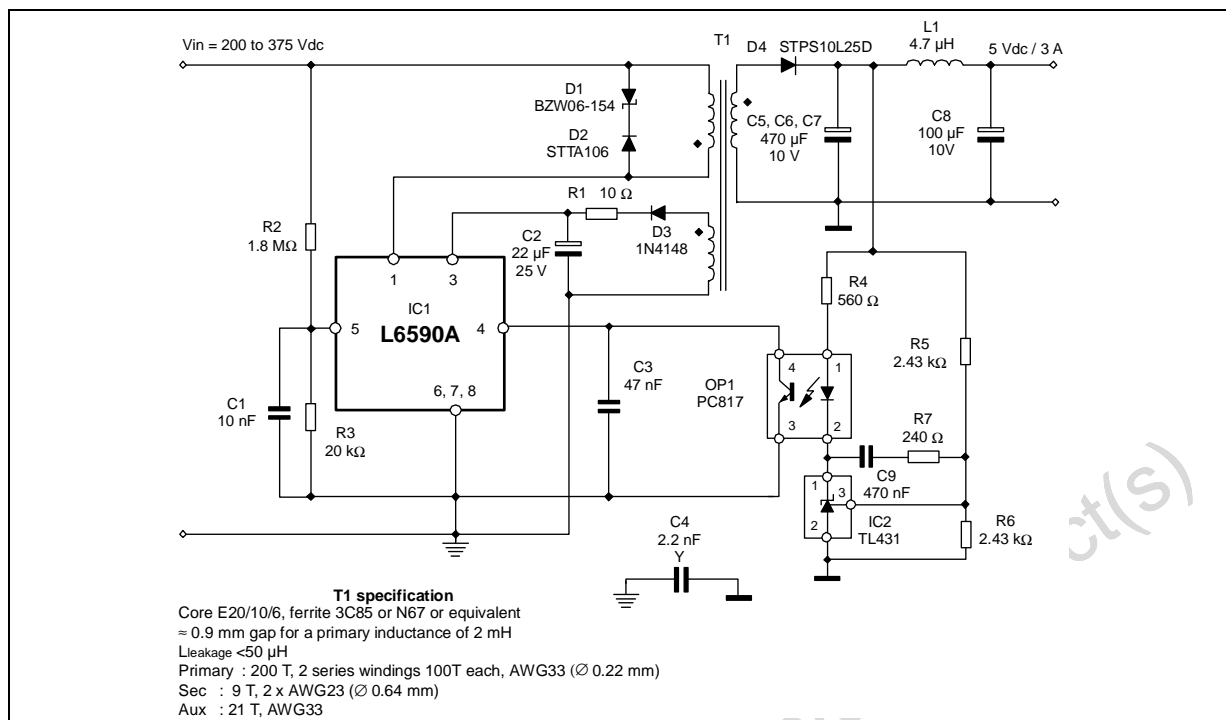 Vin = 200 to 375 Vdc
T1
D4 STPS10L25D
L1
4.7 µH
5 Vdc / 3 A
D1
BZW06-154
D2
STTA106
C5, C6, C7
470 µF
10 V
C8
100 µF
10V
R1 10 Ω
R2
1.8 MΩ
C2
22 µF
25 V
D3
1N4148
1
3
IC1
L6590A
5
4
6, 7, 8
R4
560 Ω
R5
2.43 kΩ
C3
47 nF
OP1
PC817
4
1
3
2
C1
10 nF
R3
20 kΩ
R7
240 Ω
C9
470 nF
1
3
2
IC2
TL431
R6
2.43 kΩ
C4
2.2 nF
Y
ct(s)
T1 specification
Core E20/10/6, ferrite 3C85 or N67 or equivalent
≈ 0.9 mm gap for a primary inductance of 2 mH
Lleakage <50 µH
Primary : 200 T, 2 series windings 100T each, AWG33 (∅ 0.22 mm)
Sec : 9 T, 2 x AWG23 (∅ 0.64 mm)
Aux : 21 T, AWG33